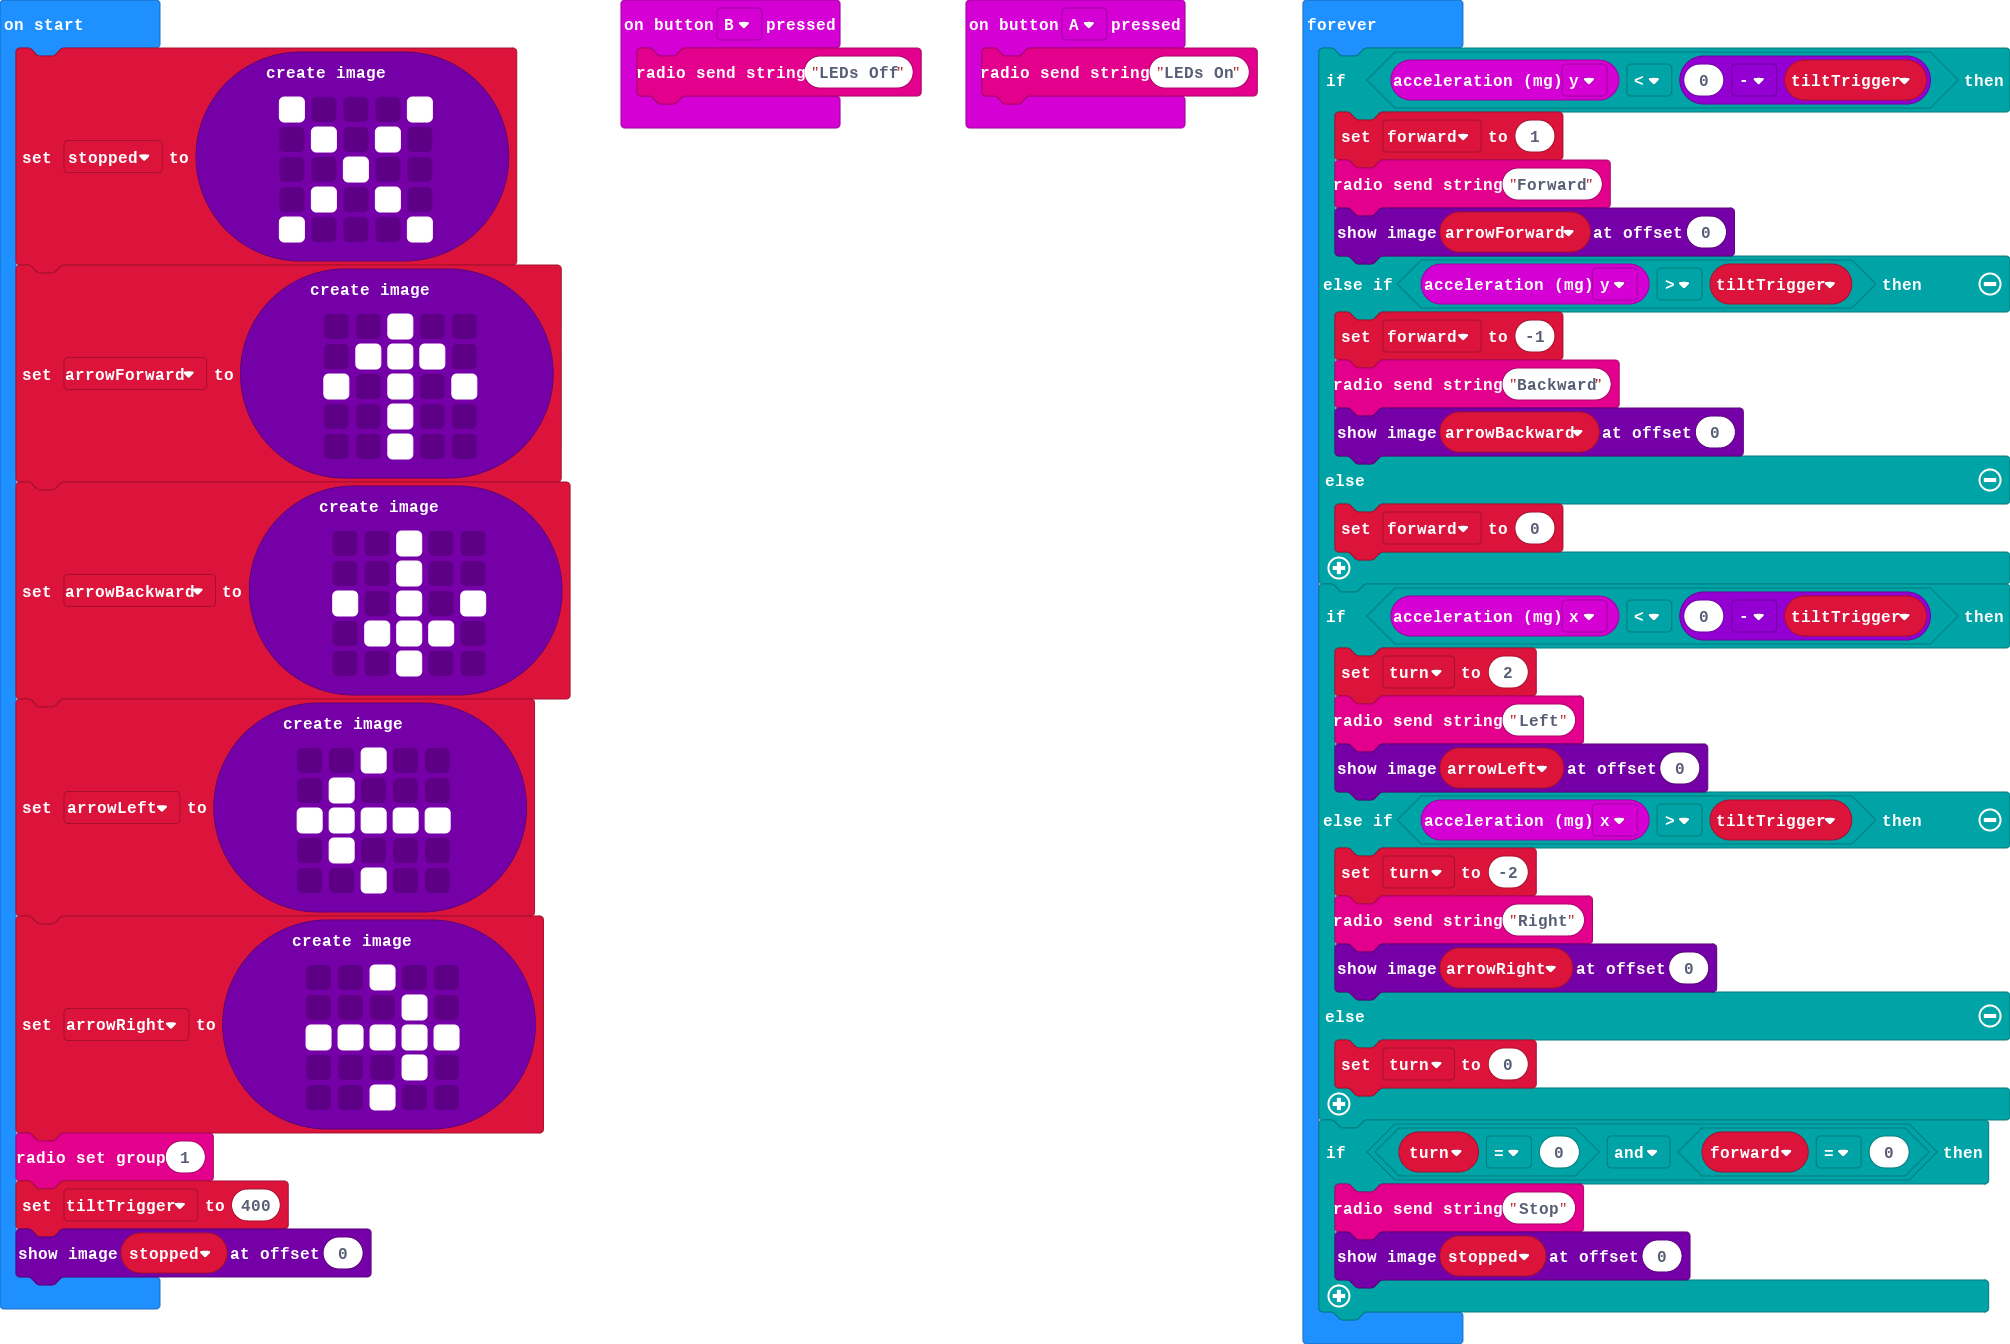 on start
create image
set stopped to
create image
set arrowForward to
create image
set arrowBackward to
create image
set arrowLeft to
create image
set arrowRight to
radio set group 1
set tiltTrigger to 400
show image stopped at offset 0
on button B pressed
radio send string "LEDs Off"
on button A pressed
radio send string "LEDs On"
forever
if acceleration (mg) y < 0 - tiltTrigger then
set forward to 1
radio send string "Forward"
show image arrowForward at offset 0
else if acceleration (mg) y > tiltTrigger then
set forward to -1
radio send string "Backward"
show image arrowBackward at offset 0
else
set forward to 0
if acceleration (mg) x < 0 - tiltTrigger then
set turn to 2
radio send string "Left"
show image arrowLeft at offset 0
else if acceleration (mg) x > tiltTrigger then
set turn to -2
radio send string "Right"
show image arrowRight at offset 0
else
set turn to 0
if turn = 0 and forward = 0 then
radio send string "Stop"
show image stopped at offset 0